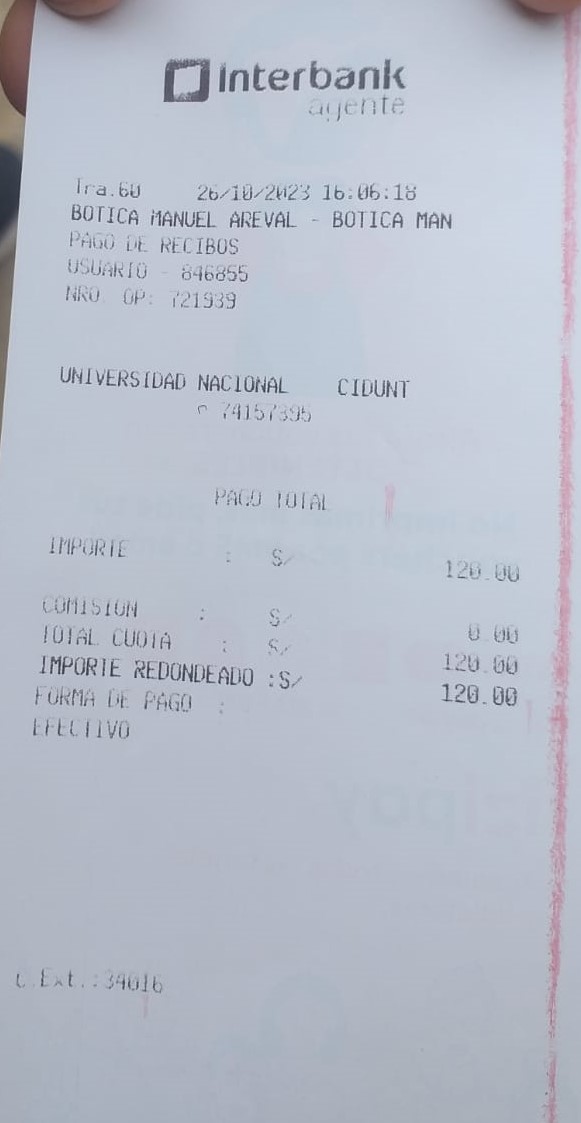 Interbank
agente
Tra.60 26/10/2023 16:06:18
BOTICA MANUEL AREVAL - BOTICA MAN
PAGO DE RECIBOS
USUARIO - 846855
NRO. OP: 721939
UNIVERSIDAD NACIONAL CIDUNT
74157395
PAGO TOTAL
IMPORTE : S/ 120.00
COMISION : S/ 0.00
TOTAL CUOTA : S/ 120.00
IMPORTE REDONDEADO :S/ 120.00
FORMA DE PAGO :
EFECTIVO
Ext.:34016